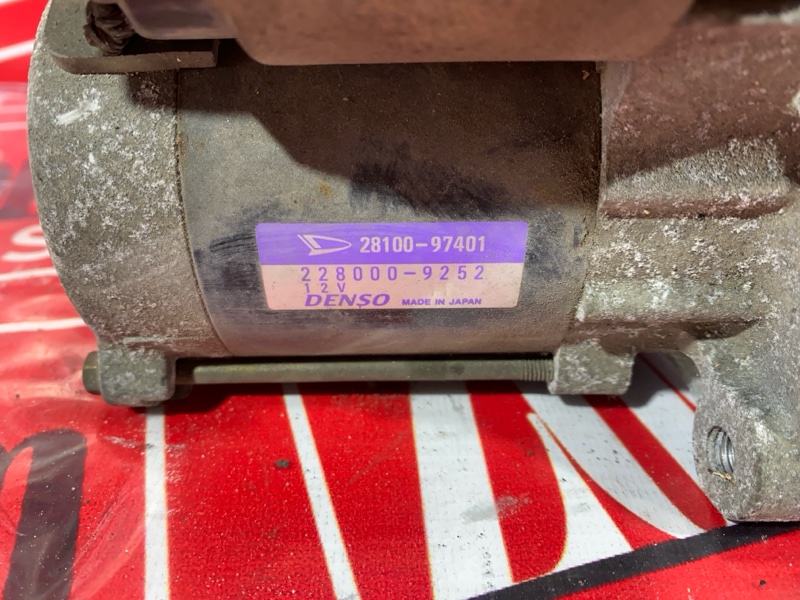 28100-97401
228000-9252
12V
DENSO MADE IN JAPAN